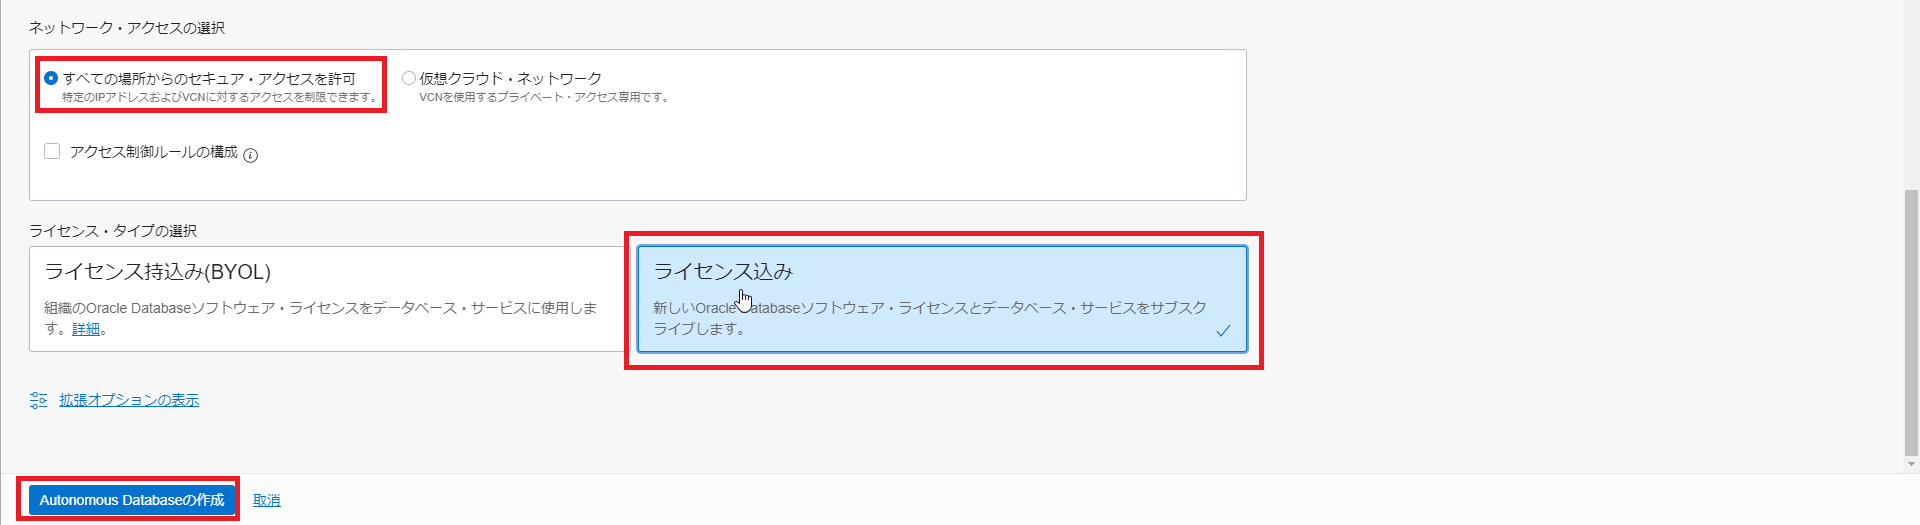 ネットワーク・アクセスの選択
すべての場所からのセキュア・アクセスを許可
特定のIPアドレスおよびVCNに対するアクセスを制限できます。
仮想クラウド・ネットワーク
VCNを使用するプライベート・アクセス専用です。
アクセス制御ルールの構成
ライセンス・タイプの選択
ライセンス持込み(BYOL)
組織のOracle Databaseソフトウェア・ライセンスをデータベース・サービスに使用しま
す。詳細。
ライセンス込み
新しいOracle Databaseソフトウェア・ライセンスとデータベース・サービスをサブスク
ライブします。
拡張オプションの表示
Autonomous Databaseの作成
取消